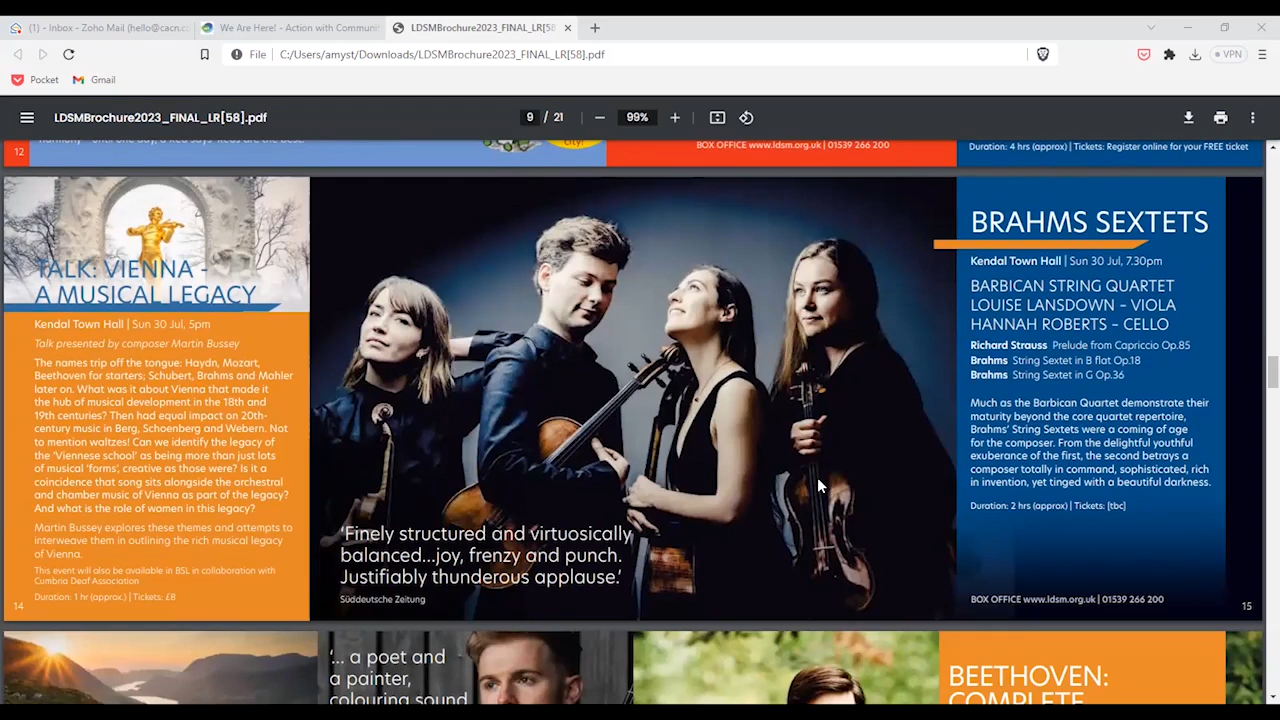 (1) - Inbox - Zoho Mail (hello@cacn.c
We Are Here! - Action with Communi
LDSMBrochure2023_FINAL_LR[58
File
C:/Users/amyst/Downloads/LDSMBrochure2023_FINAL_LR[58].pdf
VPN
Pocket
Gmail
LDSMBrochure2023_FINAL_LR[58].pdf
9 / 21
99%
12
City!
BOX OFFICE www.ldsm.org.uk | 01539 266 200
Duration: 4 hrs (approx) | Tickets: Register online for your FREE ticket
TALK: VIENNA -
A MUSICAL LEGACY
Kendal Town Hall | Sun 30 Jul, 5pm
Talk presented by composer Martin Bussey
The names trip off the tongue: Haydn, Mozart,
Beethoven for starters; Schubert, Brahms and Mahler
later on. What was it about Vienna that made it
the hub of musical development in the 18th and
19th centuries? Then had equal impact on 20th-
century music in Berg, Schoenberg and Webern. Not
to mention waltzes! Can we identify the legacy of
the 'Viennese school' as being more than just lots
of musical 'forms', creative as those were? Is it a
coincidence that song sits alongside the orchestral
and chamber music of Vienna as part of the legacy?
And what is the role of women in this legacy?
Martin Bussey explores these themes and attempts to
interweave them in outlining the rich musical legacy
of Vienna.
This event will also be available in BSL in collaboration with
Cumbria Deaf Association
Duration: 1 hr (approx.) | Tickets: £8
14
'Finely structured and virtuosically
balanced...joy, frenzy and punch.
Justifiably thunderous applause.'
Süddeutsche Zeitung
BRAHMS SEXTETS
Kendal Town Hall | Sun 30 Jul, 7.30pm
BARBICAN STRING QUARTET
LOUISE LANSDOWN – VIOLA
HANNAH ROBERTS – CELLO
Richard Strauss Prelude from Capriccio Op.85
Brahms String Sextet in B flat Op.18
Brahms String Sextet in G Op.36
Much as the Barbican Quartet demonstrate their
maturity beyond the core quartet repertoire,
Brahms' String Sextets were a coming of age
for the composer. From the delightful youthful
exuberance of the first, the second betrays a
composer totally in command, sophisticated, rich
in invention, yet tinged with a beautiful darkness.
Duration: 2 hrs (approx) | Tickets: [tbc]
BOX OFFICE www.ldsm.org.uk | 01539 266 200
15
'... a poet and
a painter,
colouring sound
BEETHOVEN:
COMPLETE